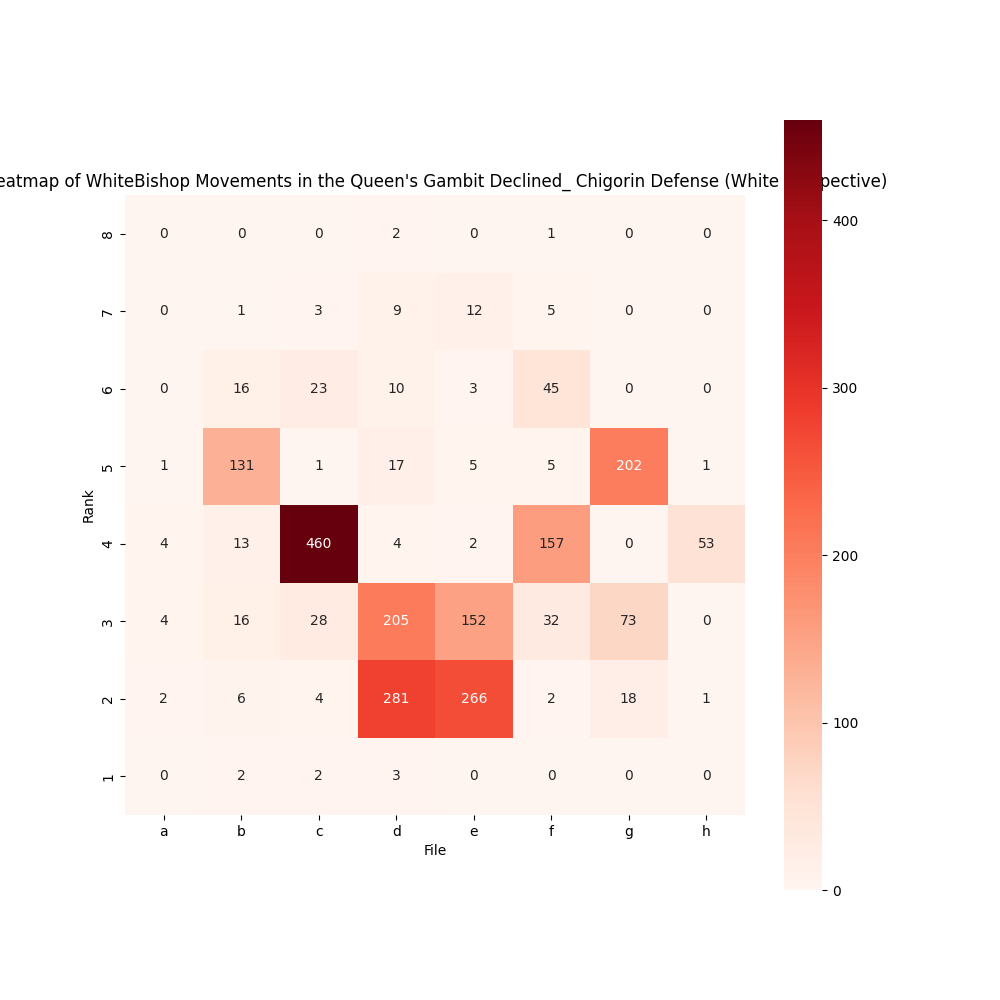 eatmap of WhiteBishop Movements in the Queen's Gambit Declined_ Chigorin Defense (White pective)
400
8 0 0 0 2 0 1 0 0
7 0 1 3 9 12 5 0 0
300
6 0 16 23 10 3 45 0 0
5 1 131 1 17 5 5 202 1
Rank
200
4 4 13 460 4 2 157 0 53
3 4 16 28 205 152 32 73 0
100
2 2 6 4 281 266 2 18 1
1 0 2 2 3 0 0 0 0
a b c d e f g h
File
0